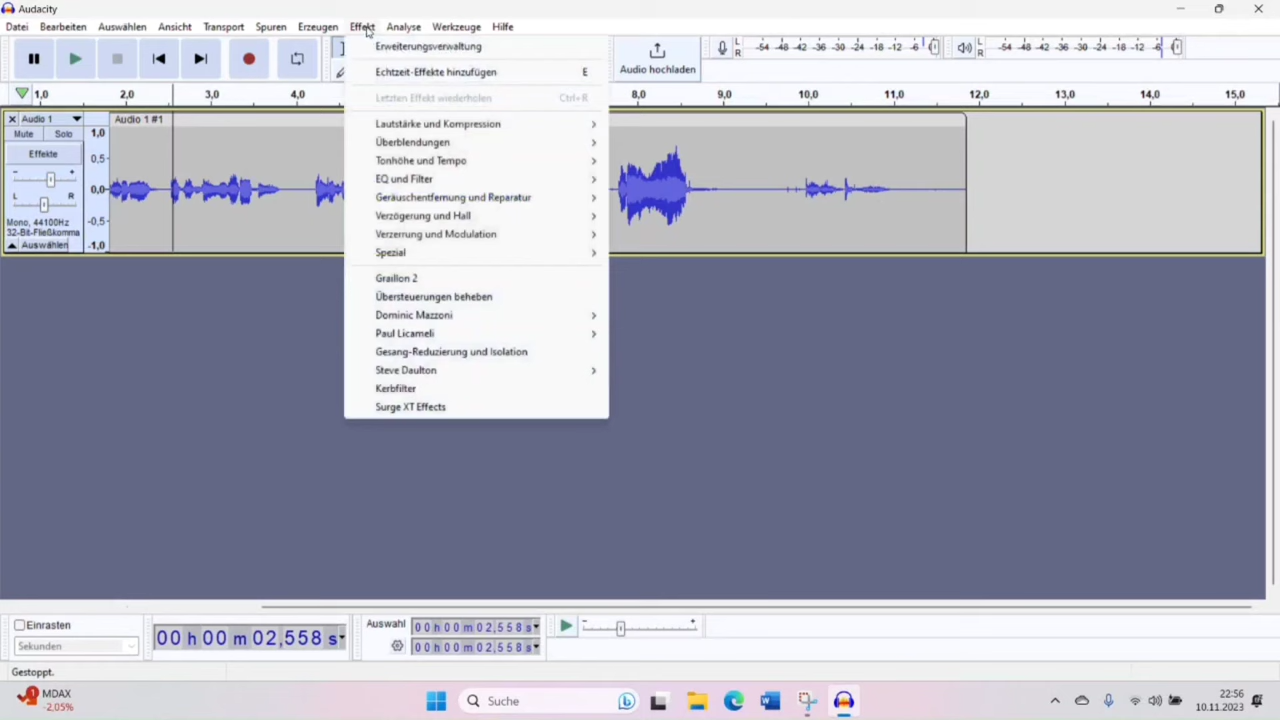 Audacity
Datei Bearbeiten Auswählen Ansicht Transport Spuren Erzeugen Effekt Analyse Werkzeuge Hilfe
Erweiterungsverwaltung
Echtzeit-Effekte hinzufügen E
Letzten Effekt wiederholen Ctrl+R
Lautstärke und Kompression
Überblendungen
Tonhöhe und Tempo
EQ und Filter
Geräuschentfernung und Reparatur
Verzögerung und Hall
Verzerrung und Modulation
Spezial
Graillon 2
Übersteuerungen beheben
Dominic Mazzoni
Paul Licameli
Gesang-Reduzierung und Isolation
Steve Daulton
Kerbfilter
Surge XT Effects
Audio hochladen
L R -54 -48 -42 -36 -30 -24 -18 -12 -6
L R -54 -48 -42 -36 -30 -24 -18 -12 -6
1,0 2,0 3,0 4,0 8,0 9,0 10,0 11,0 12,0 13,0 14,0 15,0
Audio 1
Audio 1 #1
Mute Solo
Effekte
- +
L R
Mono, 44100Hz
32-Bit-Fließkomma
Auswählen
1,0
0,5-
0,0-
-0,5-
-1,0
Einrasten
Sekunden
00 h 00 m 02,558 s
Auswahl
00 h 00 m 02,558 s
00 h 00 m 02,558 s
- +
Gestoppt.
1
MDAX
-2,05%
Suche
22:56
10.11.2023